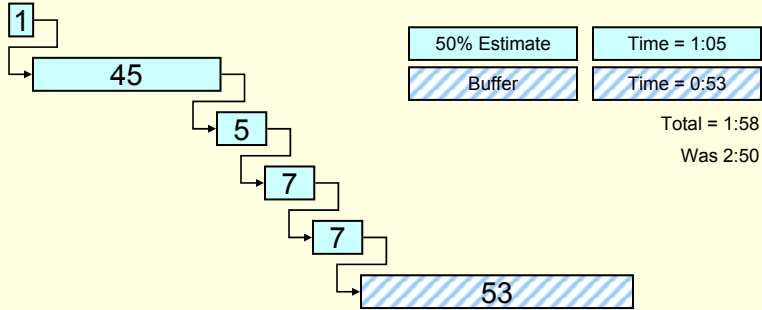 1
45
50% Estimate
Time = 1:05
Buffer
Time = 0:53
Total = 1:58
Was 2:50
5
7
7
53